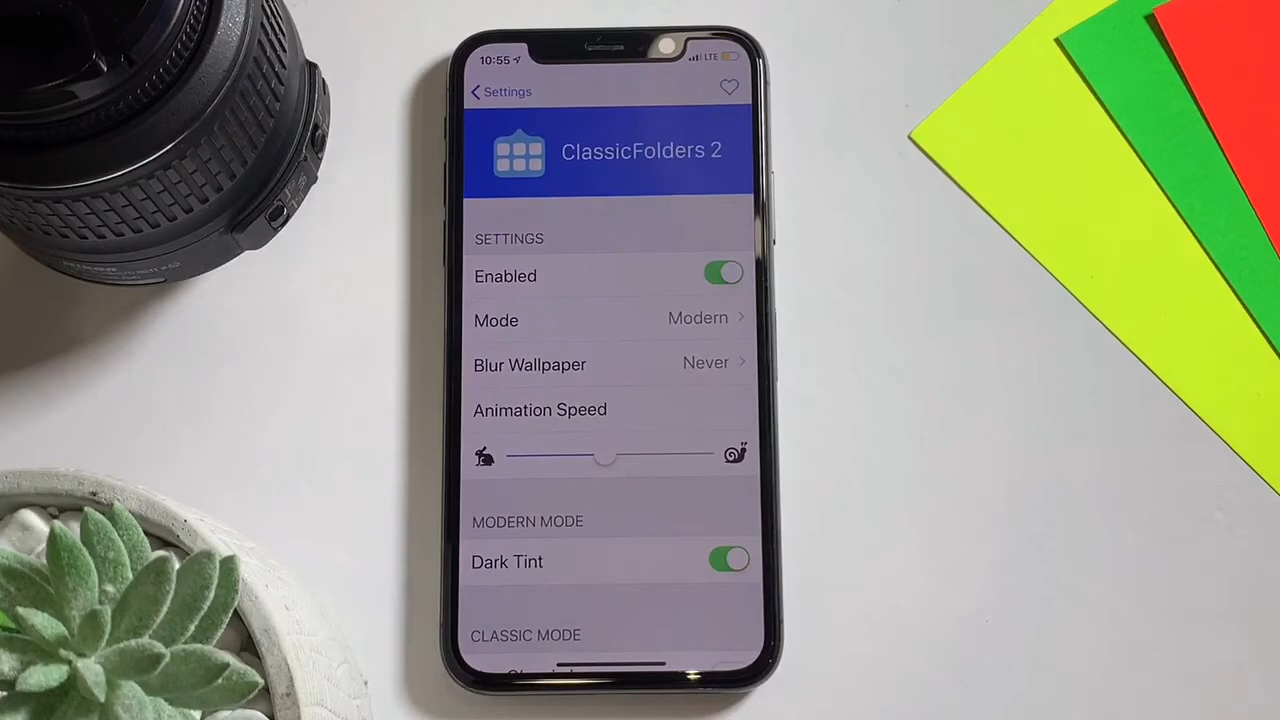 10:55
LTE
Settings
ClassicFolders 2
SETTINGS
Enabled
Mode Modern
Blur Wallpaper Never
Animation Speed
MODERN MODE
Dark Tint
CLASSIC MODE